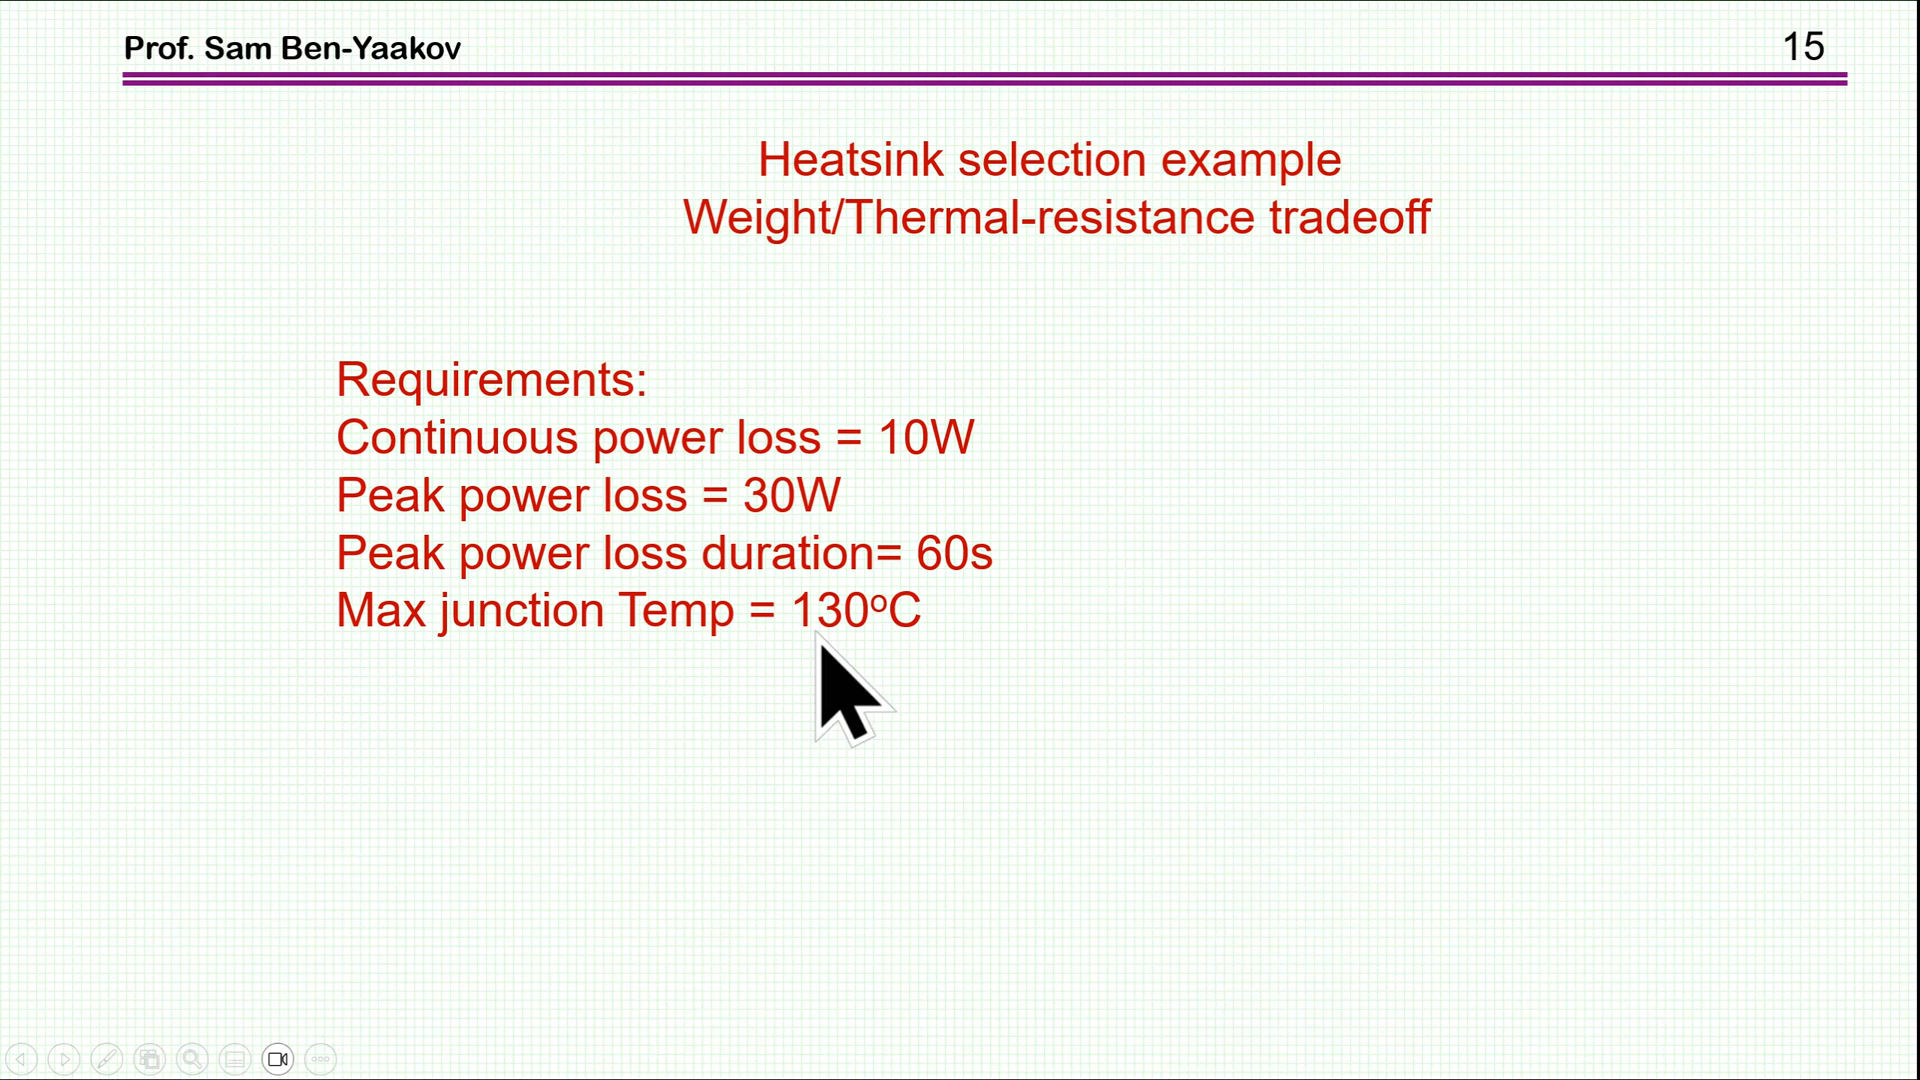 Prof. Sam Ben-Yaakov
15
Heatsink selection example
Weight/Thermal-resistance tradeoff
Requirements:
Continuous power loss = 10W
Peak power loss = 30W
Peak power loss duration= 60s
Max junction Temp = 130°C